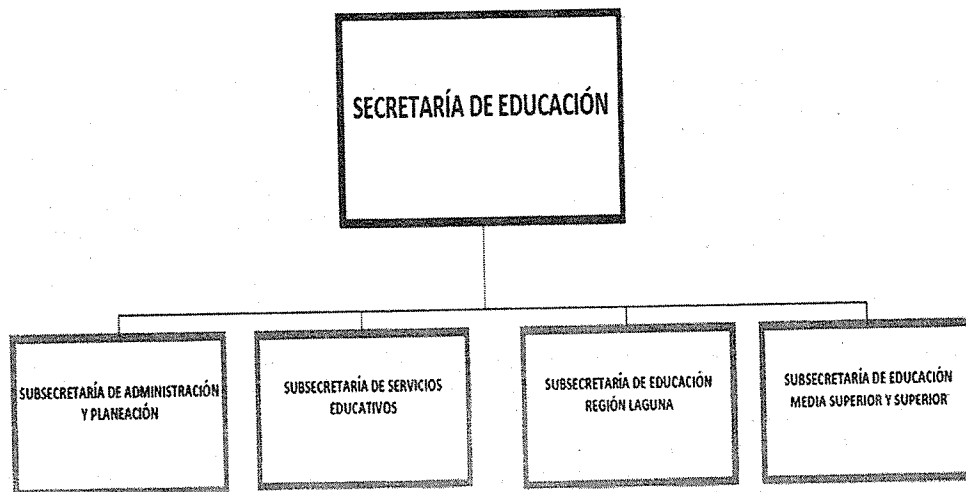 SECRETARÍA DE EDUCACIÓN
SUBSECRETARÍA DE ADMINISTRACIÓN
Y PLANEACIÓN
SUBSECRETARÍA DE SERVICIOS
EDUCATIVOS
SUBSECRETARÍA DE EDUCACIÓN
REGIÓN LAGUNA
SUBSECRETARÍA DE EDUCACIÓN
MEDIA SUPERIOR Y SUPERIOR